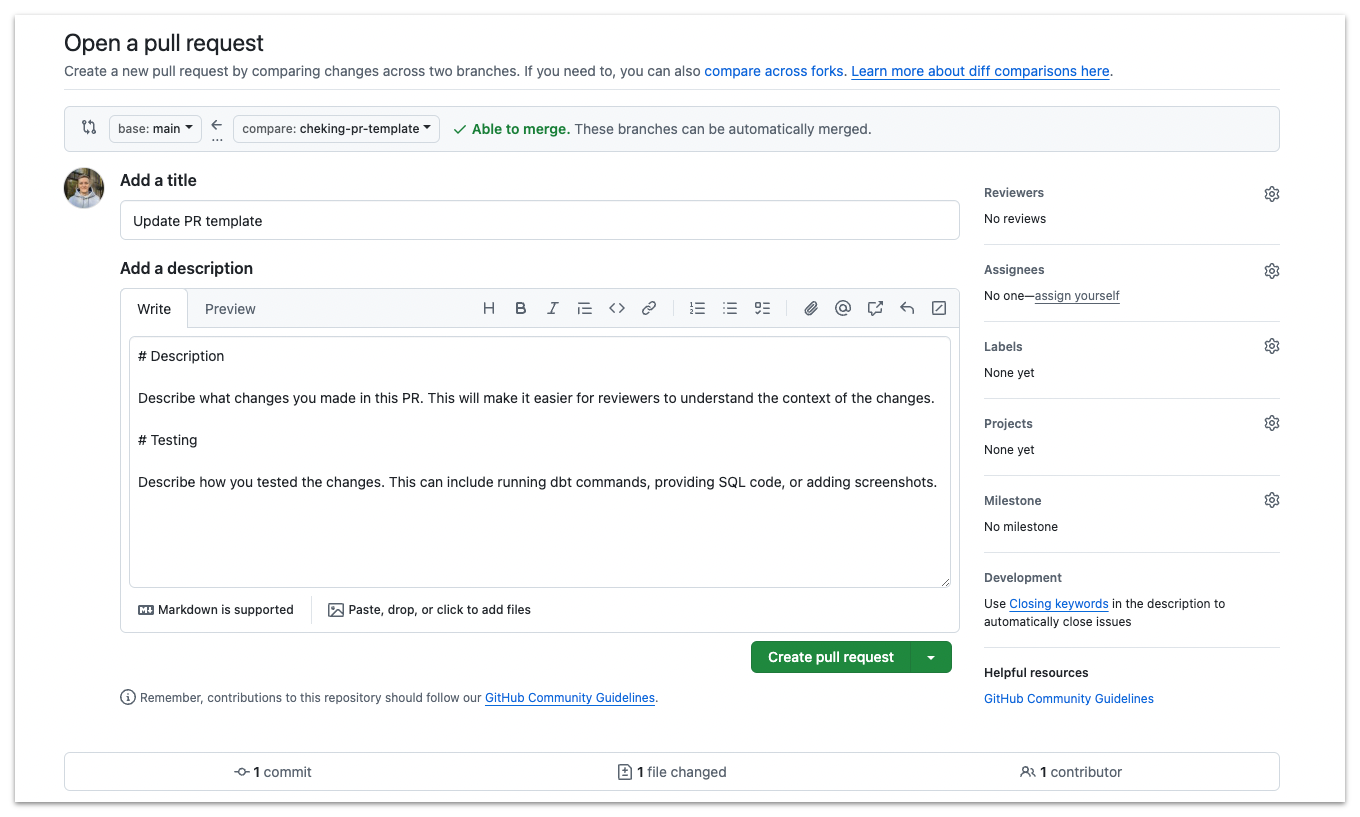 Open a pull request
Create a new pull request by comparing changes across two branches. If you need to, you can also compare across forks. Learn more about diff comparisons here.
base: main
...
compare: cheking-pr-template
Able to merge. These branches can be automatically merged.
Add a title
Update PR template
Add a description
Write
Preview
# Description
Describe what changes you made in this PR. This will make it easier for reviewers to understand the context of the changes.
# Testing
Describe how you tested the changes. This can include running dbt commands, providing SQL code, or adding screenshots.
Markdown is supported
Paste, drop, or click to add files
Create pull request
Remember, contributions to this repository should follow our GitHub Community Guidelines.
Reviewers
No reviews
Assignees
No one—assign yourself
Labels
None yet
Projects
None yet
Milestone
No milestone
Development
Use Closing keywords in the description to
automatically close issues
Helpful resources
GitHub Community Guidelines
1 commit
1 file changed
1 contributor